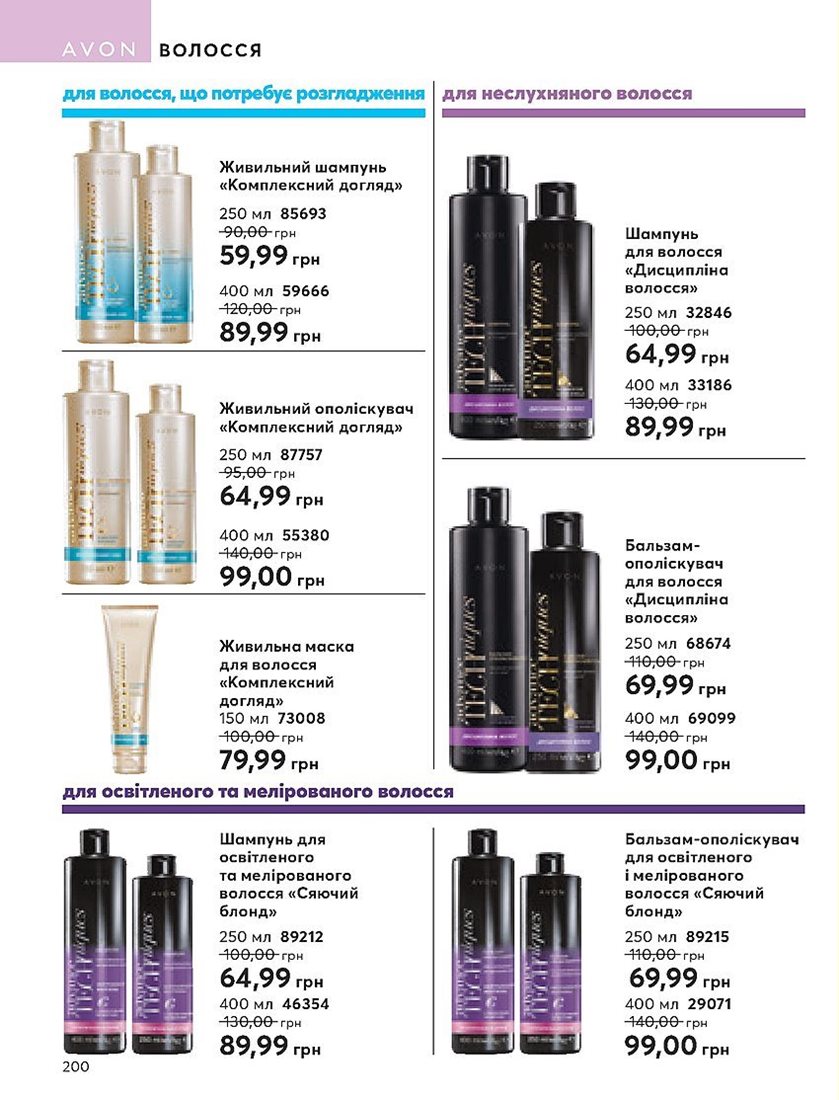 AVON ВОЛОССЯ
для волосся, що потребує розгладження
Живильний шампунь
«Комплексний догляд»
250 мл 85693
90,00 грн
59,99 грн
400 мл 59666
120,00 грн
89,99 грн
Живильний ополіскувач
«Комплексний догляд»
250 мл 87757
95,00 грн
64,99 грн
400 мл 55380
140,00 грн
99,00 грн
Живильна маска
для волосся
«Комплексний
догляд»
150 мл 73008
100,00 грн
79,99 грн
для неслухняного волосся
Шампунь
для волосся
«Дисципліна
волосся»
250 мл 32846
100,00 грн
64,99 грн
400 мл 33186
130,00 грн
89,99 грн
Бальзам-
ополіскувач
для волосся
«Дисципліна
волосся»
250 мл 68674
110,00 грн
69,99 грн
400 мл 69099
140,00 грн
99,00 грн
для освітленого та мелірованого волосся
Шампунь для
освітленого
та мелірованого
волосся «Сяючий
блонд»
250 мл 89212
100,00 грн
64,99 грн
400 мл 46354
130,00 грн
89,99 грн
Бальзам-ополіскувач
для освітленого
і мелірованого
волосся «Сяючий
блонд»
250 мл 89215
110,00 грн
69,99 грн
400 мл 29071
140,00 грн
99,00 грн
200